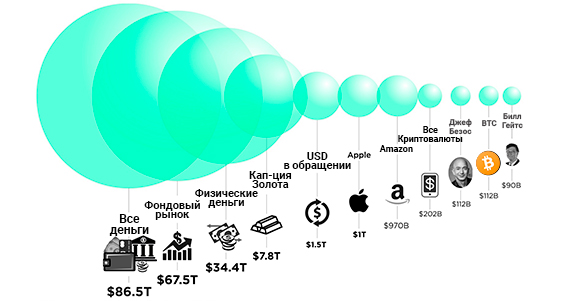 Все
деньги
$86.5T
Фондовый
рынок
$67.5T
Физические
деньги
$34.4T
Кап-ция
Золота
$7.8T
USD
в обращении
$1.5T
Apple
$1T
Amazon
$970B
Все
Криптовалюты
$202B
Джеф
Безос
$112B
BTC
$112B
Билл
Гейтс
$90B